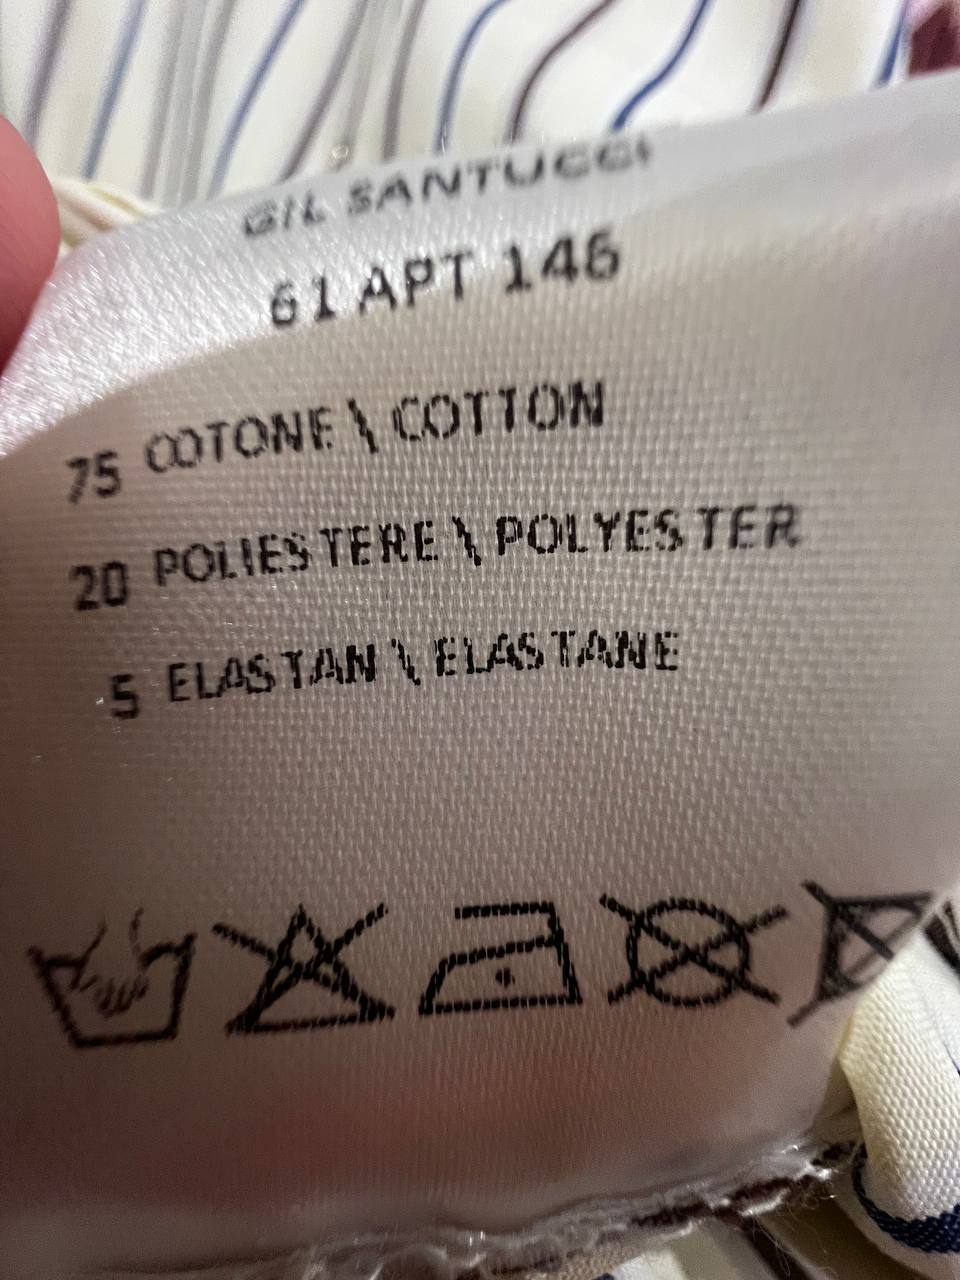 GIL SANTUCCI
61 APT 146
75 COTONE \ COTTON
20 POLIESTERE \ POLYESTER
5 ELASTAN \ ELASTANE